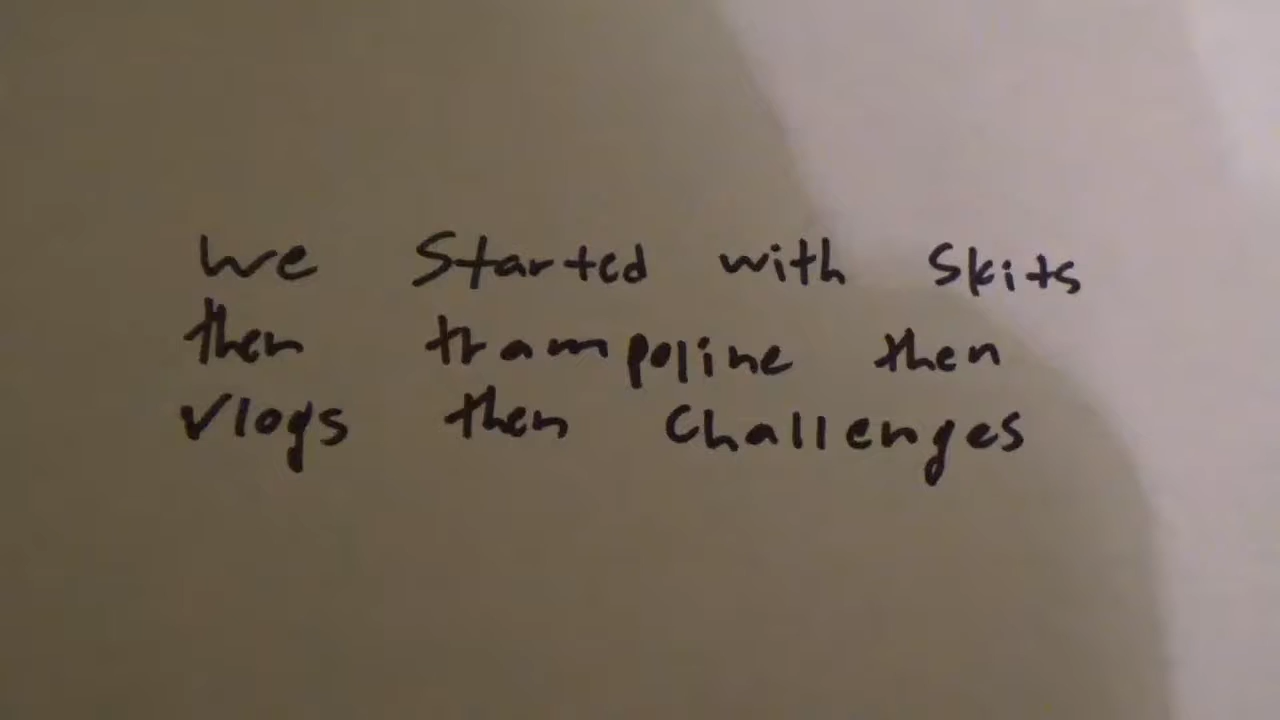 We Started with Skits
then trampoline then
Vlogs then Challenges